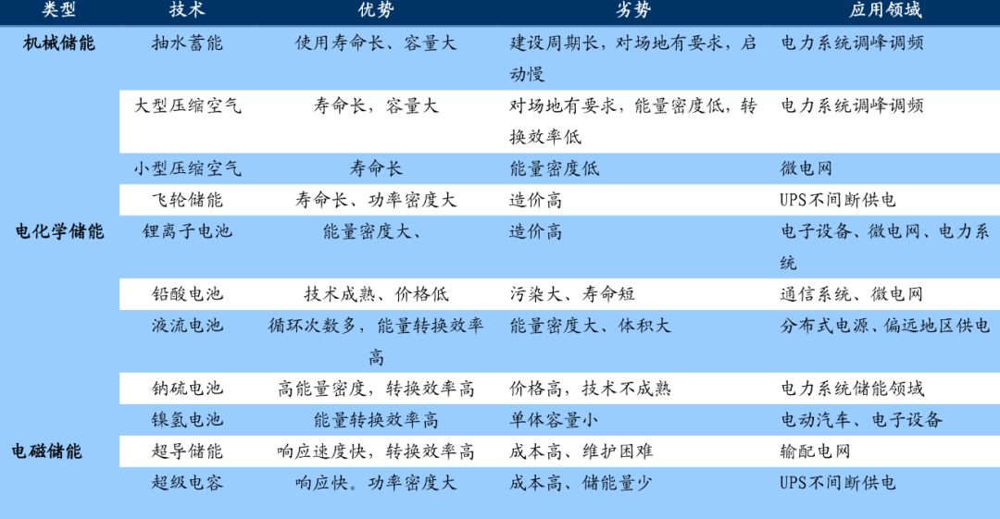 类型 技术 优势 劣势 应用领域
机械储能 抽水蓄能 使用寿命长、容量大 建设周期长，对场地有要求，启 电力系统调峰调频
动慢
大型压缩空气 寿命长，容量大 对场地有要求，能量密度低，转 电力系统调峰调频
换效率低
小型压缩空气 寿命长 能量密度低 微电网
飞轮储能 寿命长、功率密度大 造价高 UPS不间断供电
电化学储能 锂离子电池 能量密度大、 造价高 电子设备、微电网、电力系
统
铅酸电池 技术成熟、价格低 污染大、寿命短 通信系统、微电网
液流电池 循环次数多，能量转换效率 能量密度大、体积大 分布式电源、偏远地区供电
高
钠硫电池 高能量密度，转换效率高 价格高，技术不成熟 电力系统储能领域
镍氢电池 能量转换效率高 单体容量小 电动汽车、电子设备
电磁储能 超导储能 响应速度快，转换效率高 成本高、维护困难 输配电网
超级电容 响应快。功率密度大 成本高、储能量少 UPS不间断供电